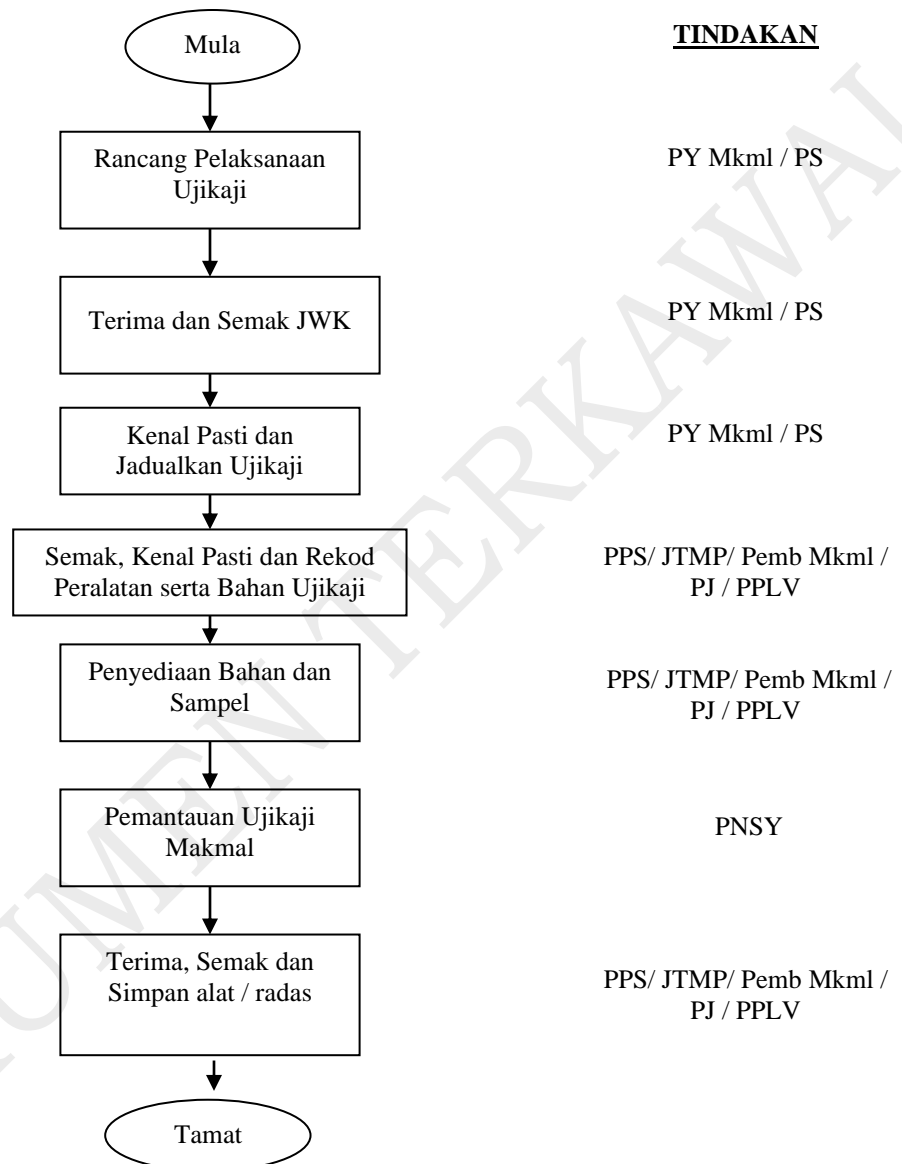 Mula
TINDAKAN
Rancang Pelaksanaan
Ujikaji
PY Mkml / PS
Terima dan Semak JWK
PY Mkml / PS
Kenal Pasti dan
Jadualkan Ujikaji
PY Mkml / PS
Semak, Kenal Pasti dan Rekod
Peralatan serta Bahan Ujikaji
PPS/ JTMP/ Pemb Mkml /
PJ / PPLV
Penyediaan Bahan dan
Sampel
PPS/ JTMP/ Pemb Mkml /
PJ / PPLV
Pemantauan Ujikaji
Makmal
PNSY
Terima, Semak dan
Simpan alat / radas
PPS/ JTMP/ Pemb Mkml /
PJ / PPLV
Tamat
UMEN TERKAWAL